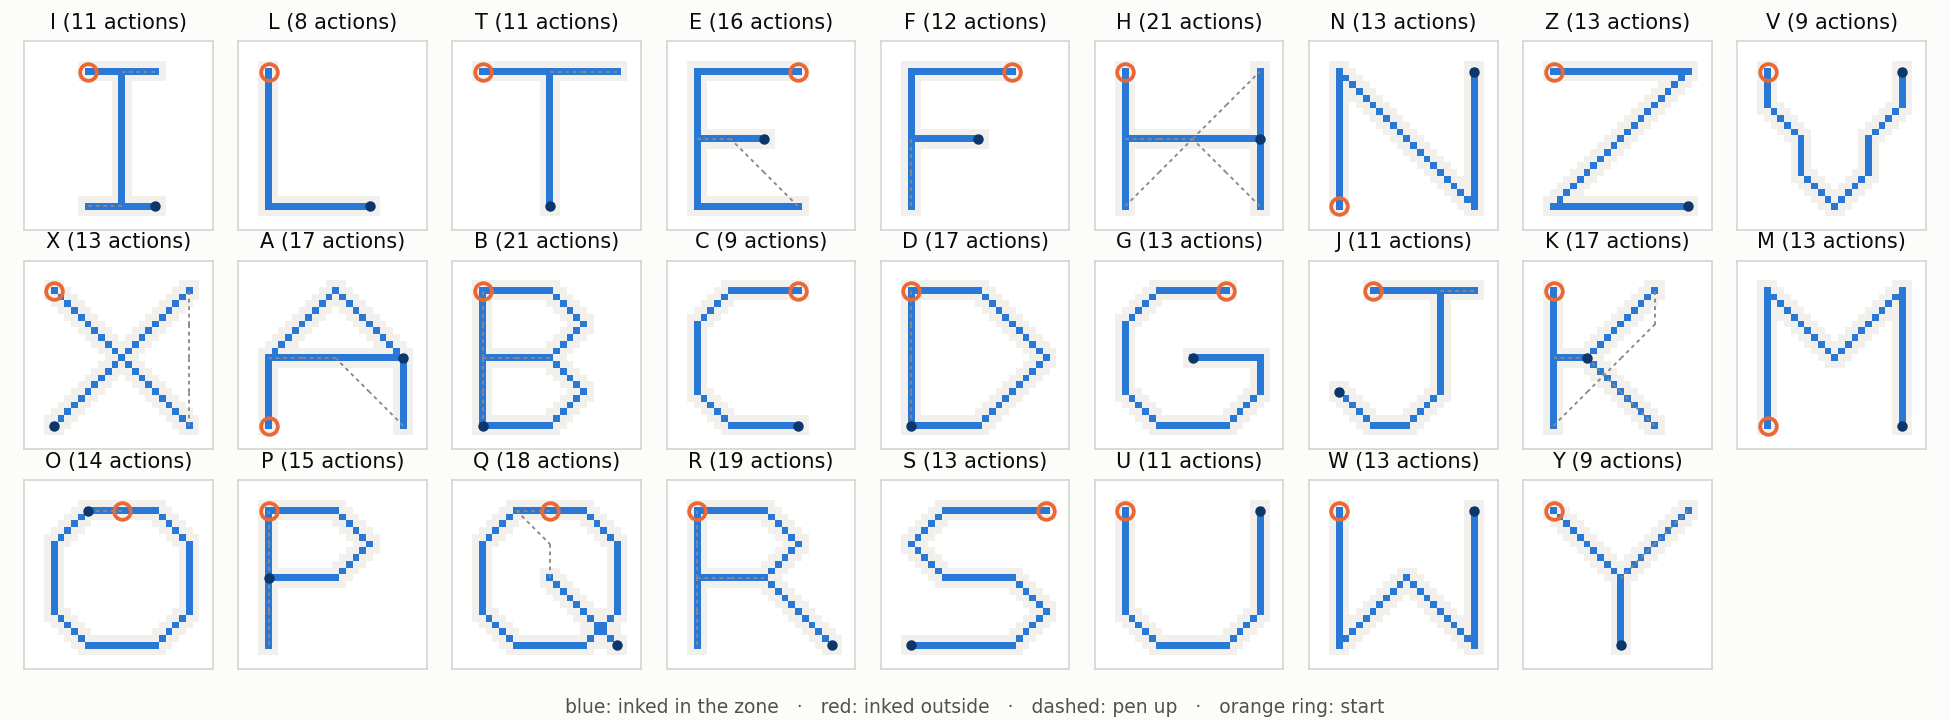 I (11 actions) L (8 actions) T (11 actions) E (16 actions) F (12 actions) H (21 actions) N (13 actions) Z (13 actions) V (9 actions)
X (13 actions) A (17 actions) B (21 actions) C (9 actions) D (17 actions) G (13 actions) J (11 actions) K (17 actions) M (13 actions)
O (14 actions) P (15 actions) Q (18 actions) R (19 actions) S (13 actions) U (11 actions) W (13 actions) Y (9 actions)
blue: inked in the zone · red: inked outside · dashed: pen up · orange ring: start